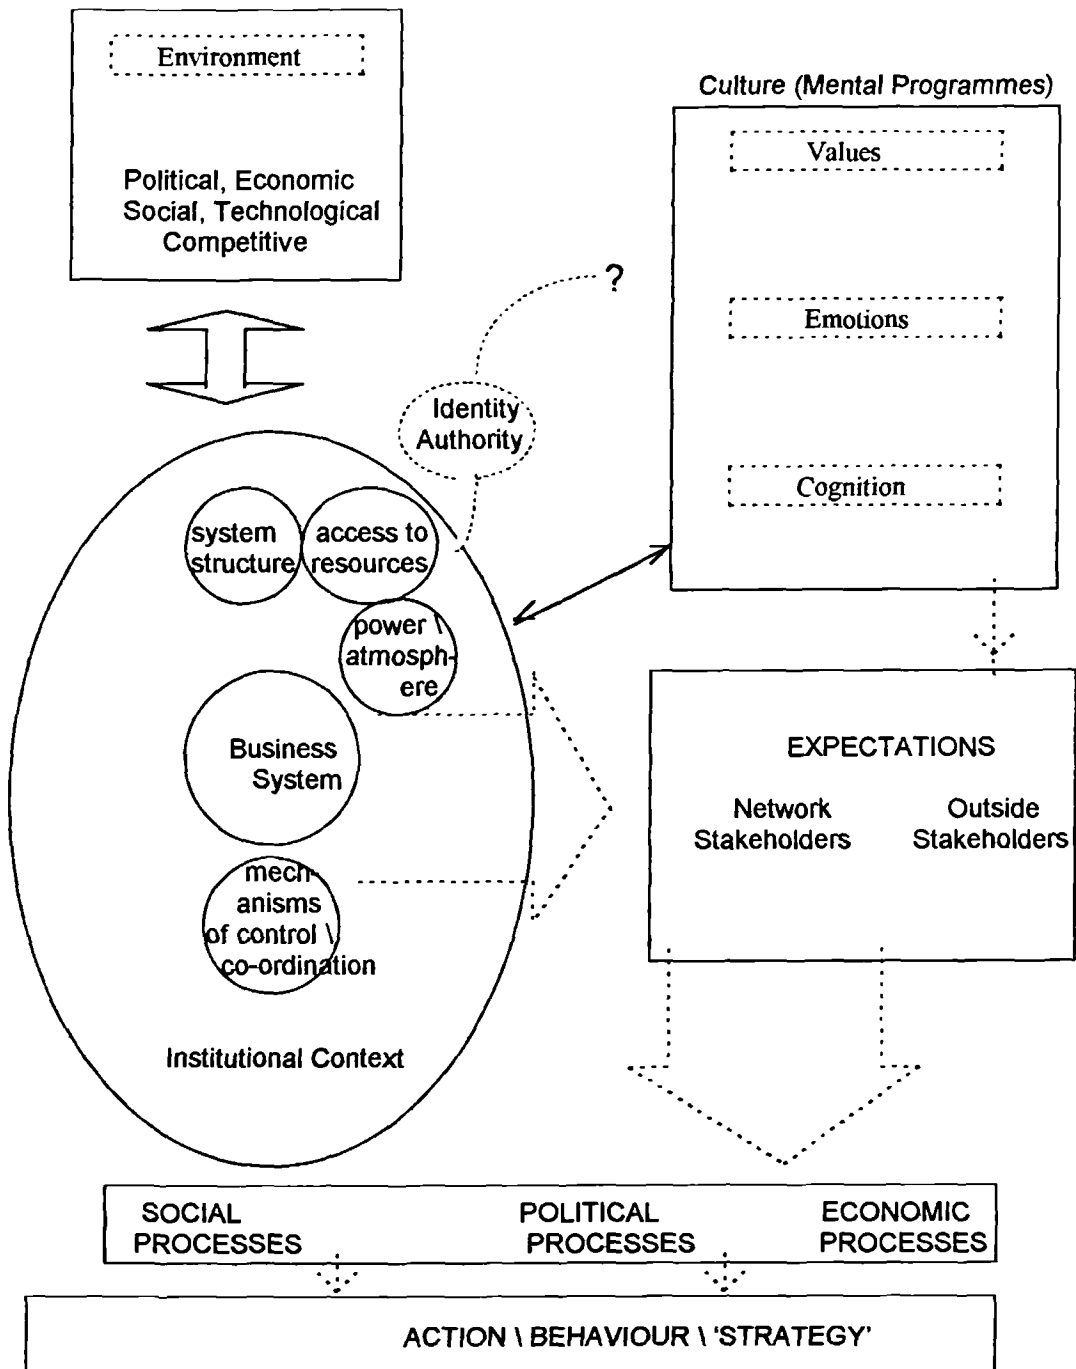 Environment
Political, Economic
Social, Technological
Competitive
Culture (Mental Programmes)
Values
Emotions
Cognition
?
Identity
Authority
system
structure
access to
resources
power \
atmosph-
ere
Business
System
mech-
anisms
of control \
co-ordination
Institutional Context
EXPECTATIONS
Network
Stakeholders
Outside
Stakeholders
SOCIAL
PROCESSES
POLITICAL
PROCESSES
ECONOMIC
PROCESSES
ACTION \ BEHAVIOUR \ 'STRATEGY'